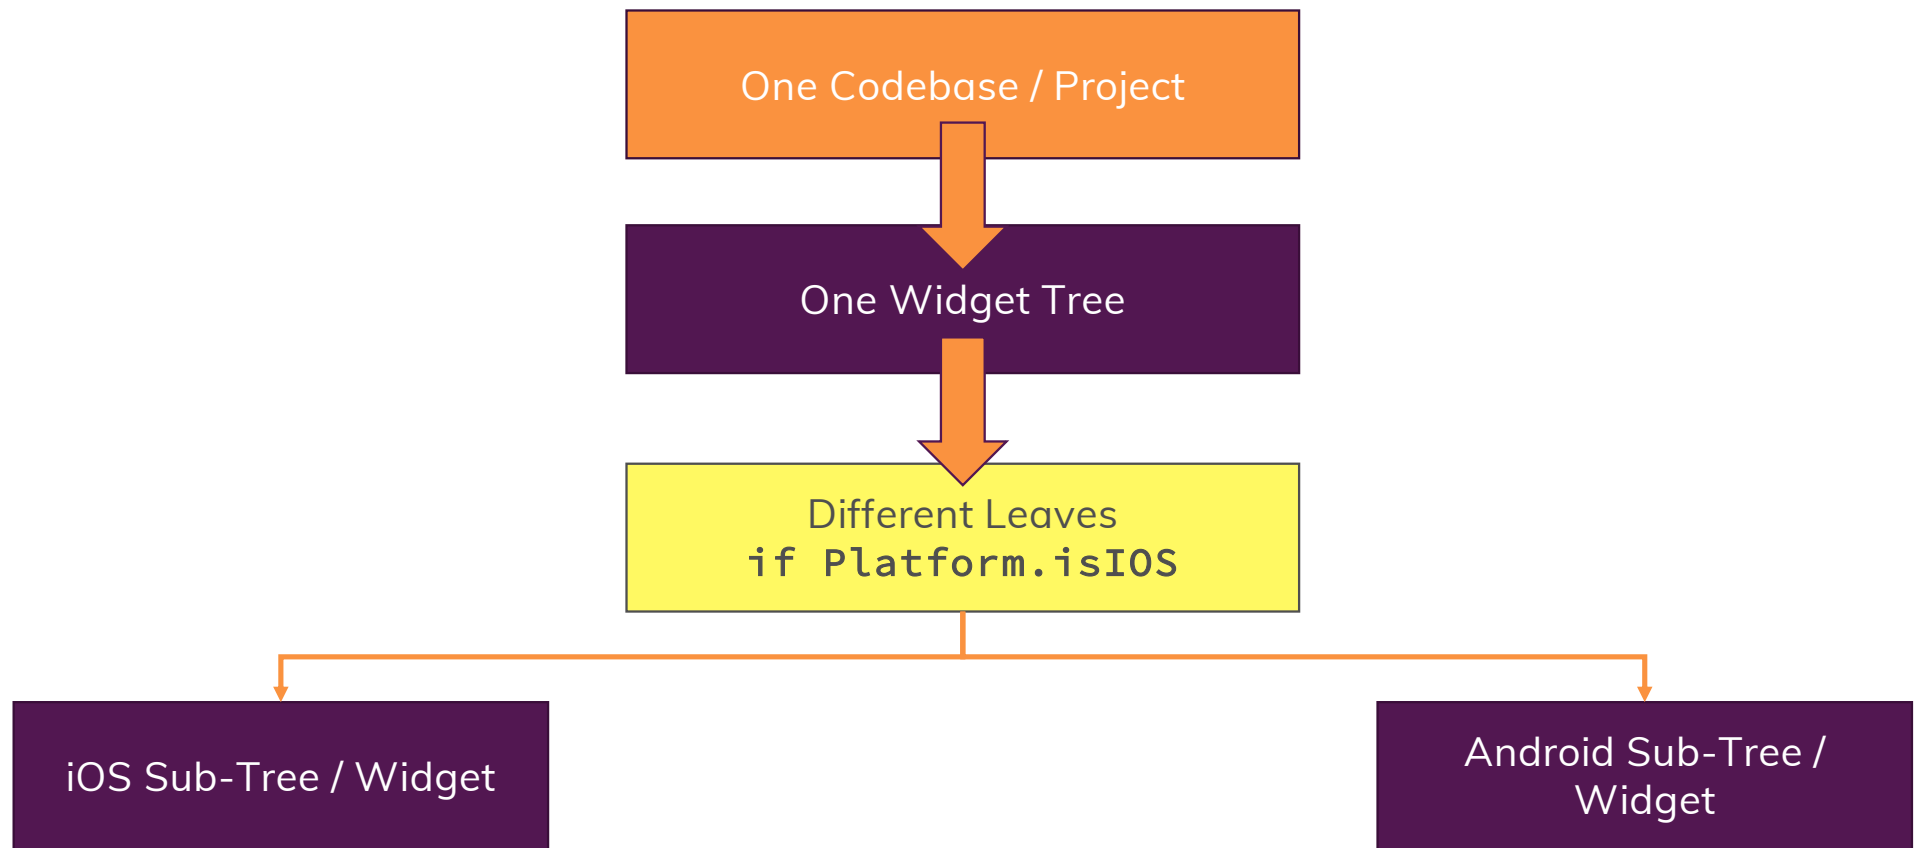 One Codebase / Project
One Widget Tree
Different Leaves
if Platform.isIOS
iOS Sub-Tree / Widget
Android Sub-Tree /
Widget